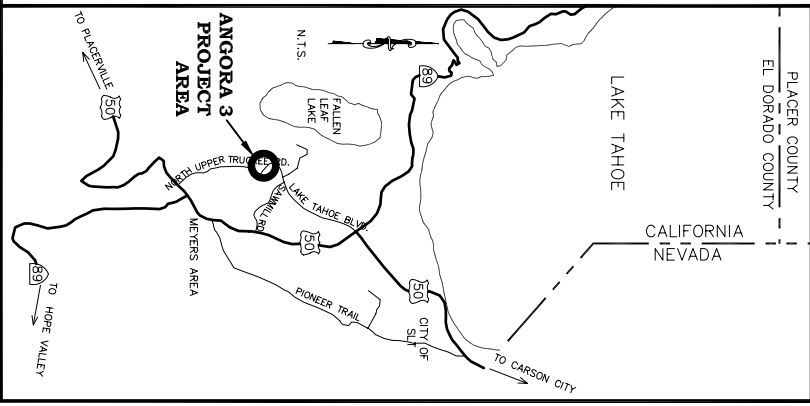 PLACER COUNTY
EL DORADO COUNTY
CALIFORNIA
NEVADA
LAKE TAHOE
89
N.T.S.
FALLEN
LEAF
LAKE
ANGORA 3
PROJECT
AREA
TO PLACERVILLE
50
NORTH UPPER TRUCKEE RD.
SAWMILL RD.
LAKE TAHOE BLVD.
50
MEYERS AREA
PIONEER TRAIL
50
CITY OF
SLT
TO CARSON CITY
89
TO HOPE VALLEY